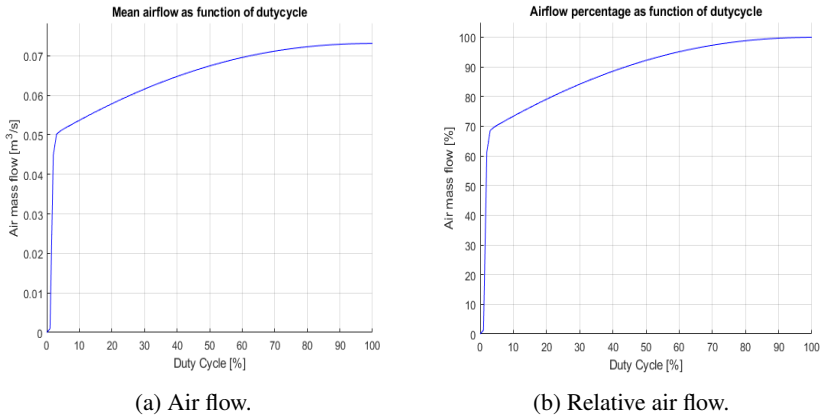 Mean airflow as function of dutycycle
Air mass flow [m³/s]
0.07
0.06
0.05
0.04
0.03
0.02
0.01
0
0 10 20 30 40 50 60 70 80 90 100
Duty Cycle [%]
(a) Air flow.
Airflow percentage as function of dutycycle
Air mass flow [%]
100
90
80
70
60
50
40
30
20
10
0
0 10 20 30 40 50 60 70 80 90 100
Duty Cycle [%]
(b) Relative air flow.